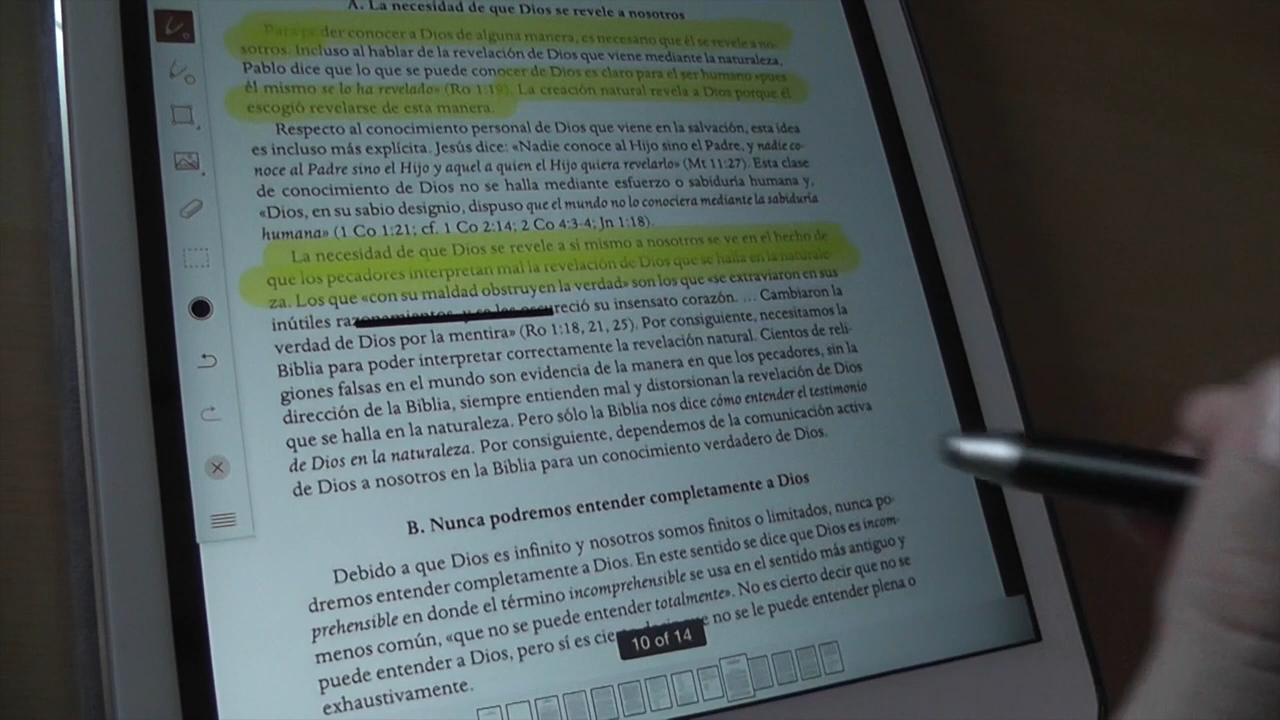 A. La necesidad de que Dios se revele a nosotros
Para poder conocer a Dios de alguna manera, es necesario que él se revele a no-
sotros. Incluso al hablar de la revelación de Dios que viene mediante la naturaleza,
Pablo dice que lo que se puede conocer de Dios es claro para el ser humano «pues
él mismo se lo ha revelado» (Ro 1:19). La creación natural revela a Dios porque él
escogió revelarse de esta manera.
Respecto al conocimiento personal de Dios que viene en la salvación, esta idea
es incluso más explícita. Jesús dice: «Nadie conoce al Hijo sino el Padre, y nadie co-
noce al Padre sino el Hijo y aquel a quien el Hijo quiera revelarlo» (Mt 11:27). Esta clase
de conocimiento de Dios no se halla mediante esfuerzo o sabiduría humana y,
«Dios, en su sabio designio, dispuso que el mundo no lo conociera mediante la sabiduría
humana» (1 Co 1:21; cf. 1 Co 2:14; 2 Co 4:3-4; Jn 1:18).
La necesidad de que Dios se revele a sí mismo a nosotros se ve en el hecho de
que los pecadores interpretan mal la revelación de Dios que se halla en la naturale-
za. Los que «con su maldad obstruyen la verdad» son los que «se extraviaron en sus
inútiles razonamientos, y se les oscureció su insensato corazón. … Cambiaron la
verdad de Dios por la mentira» (Ro 1:18, 21, 25). Por consiguiente, necesitamos la
Biblia para poder interpretar correctamente la revelación natural. Cientos de reli-
giones falsas en el mundo son evidencia de la manera en que los pecadores, sin la
dirección de la Biblia, siempre entienden mal y distorsionan la revelación de Dios
que se halla en la naturaleza. Pero sólo la Biblia nos dice cómo entender el testimonio
de Dios en la naturaleza. Por consiguiente, dependemos de la comunicación activa
de Dios a nosotros en la Biblia para un conocimiento verdadero de Dios.
B. Nunca podremos entender completamente a Dios
Debido a que Dios es infinito y nosotros somos finitos o limitados, nunca po-
dremos entender completamente a Dios. En este sentido se dice que Dios es incom-
prehensible en donde el término incomprehensible se usa en el sentido más antiguo y
menos común, «que no se puede entender totalmente». No es cierto decir que no se
puede entender a Dios, pero sí es cie no se le puede entender plena o
exhaustivamente.
10 of 14